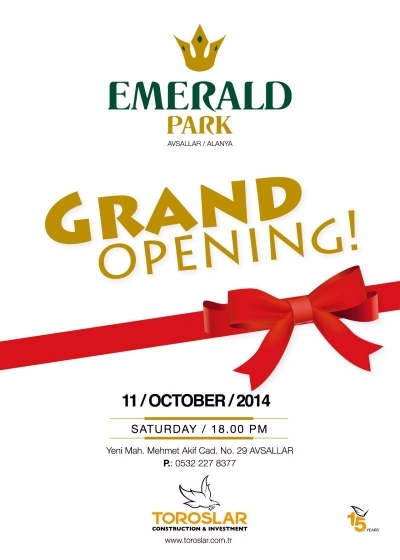 EMERALD
PARK
AVSALLAR / ALANYA
GRAND
OPENING!
11 / OCTOBER / 2014
SATURDAY / 18.00 PM
Yeni Mah. Mehmet Akif Cad. No. 29 AVSALLAR
P.: 0532 227 8377
TOROSLAR
CONSTRUCTION & INVESTMENT
www.toroslar.com.tr
15 YEARS